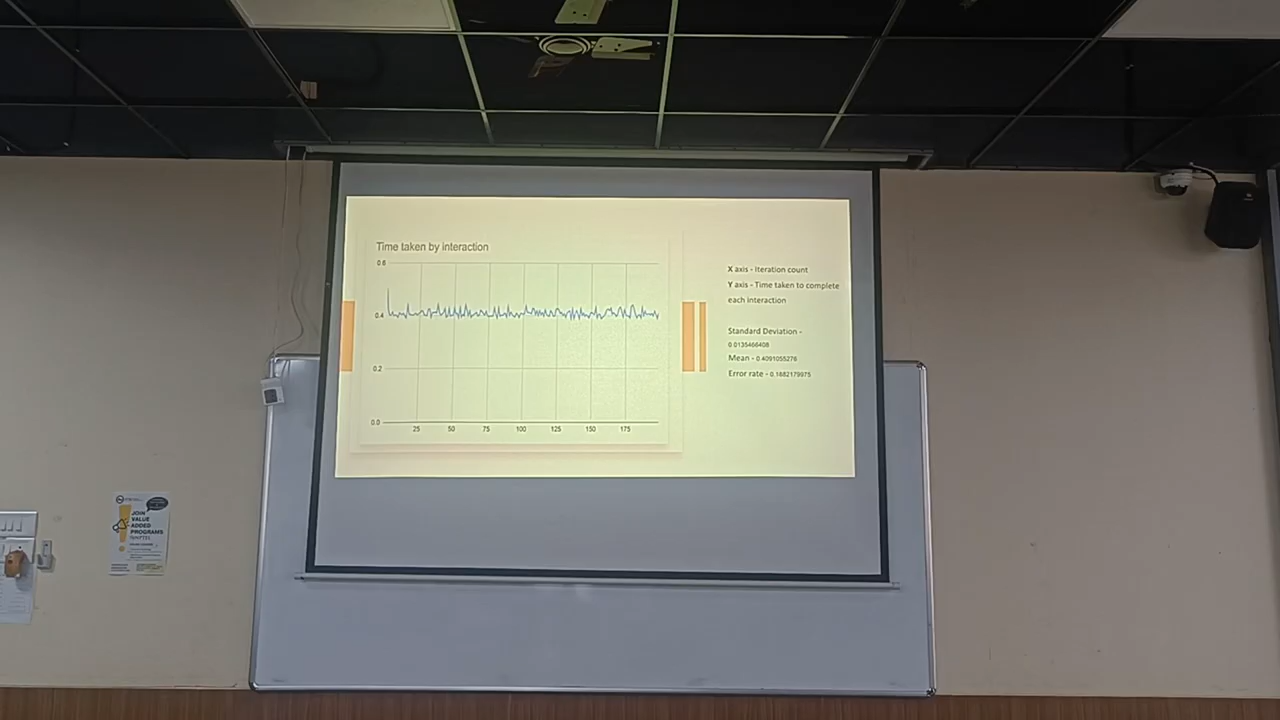 Time taken by interaction
0.6
0.4
0.2
0.0
25 50 75 100 125 150 175
X axis - Iteration count
Y axis - Time taken to complete
each interaction
Standard Deviation -
0.0135466408
Mean - 0.4091055276
Error rate - 0.1882179975
JOIN
VALUE
ADDED
PROGRAMS